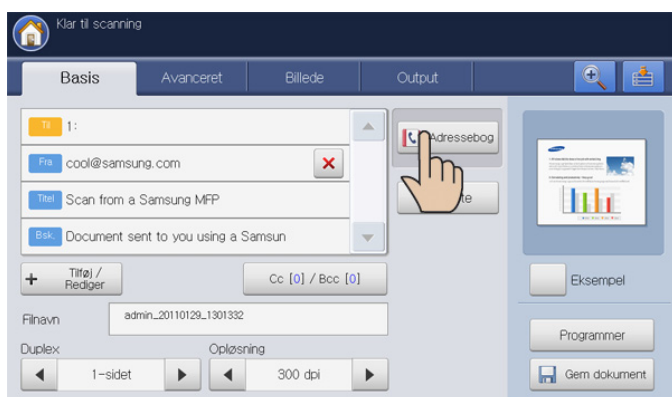 Klar til scanning
Basis
Avanceret
Billede
Output
Til 1:
Adressebog
Fra cool@samsung.com
Titel Scan from a Samsung MFP
Bsk. Document sent to you using a Samsun
+ Tilføj / Rediger
Cc [0] / Bcc [0]
Eksempel
Filnavn admin_20110129_1301332
Duplex
Opløsning
Programmer
1-sidet
300 dpi
Gem dokument